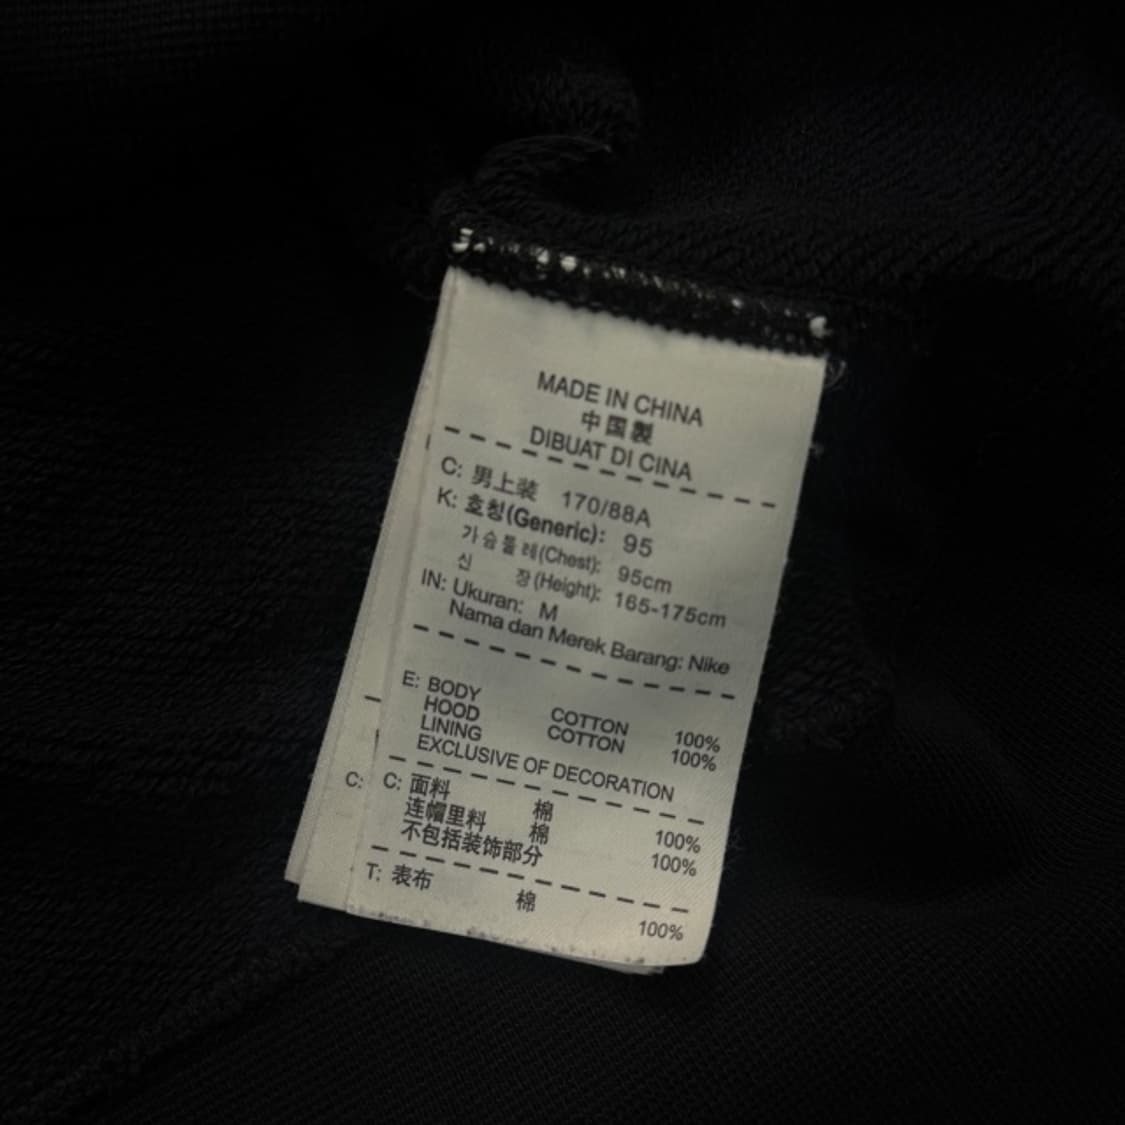 MADE IN CHINA
中国製
DIBUAT DI CINA
C: 男上装 170/88A
K: 호칭(Generic): 95
가슴둘레(Chest): 95cm
신 장(Height): 165-175cm
IN: Ukuran: M
Nama dan Merek Barang: Nike
E: BODY COTTON 100%
HOOD COTTON 100%
LINING
EXCLUSIVE OF DECORATION
C: C: 面料 棉 100%
连帽里料 棉 100%
不包括装饰部分
T: 表布 棉 100%